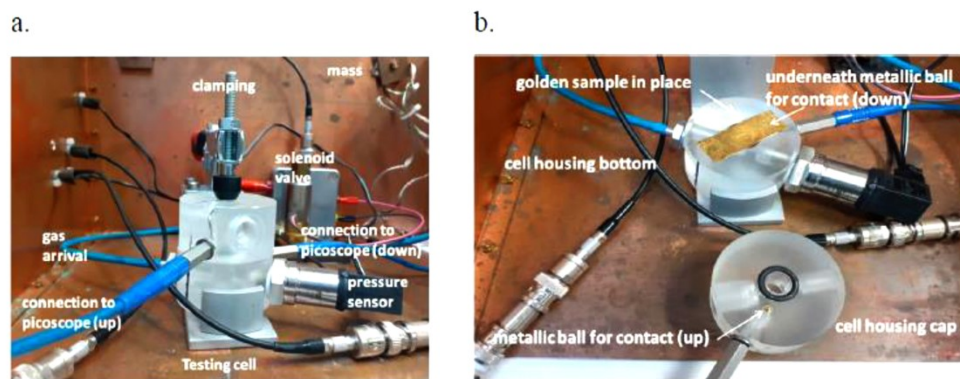 a.
b.
clamping
mass
solenoid
valve
gas
arrival
connection to
picoscope (down)
pressure
sensor
connection to
picoscope (up)
Testing cell
golden sample in place
underneath metallic ball
for contact (down)
cell housing bottom
metallic ball for contact (up)
cell housing cap